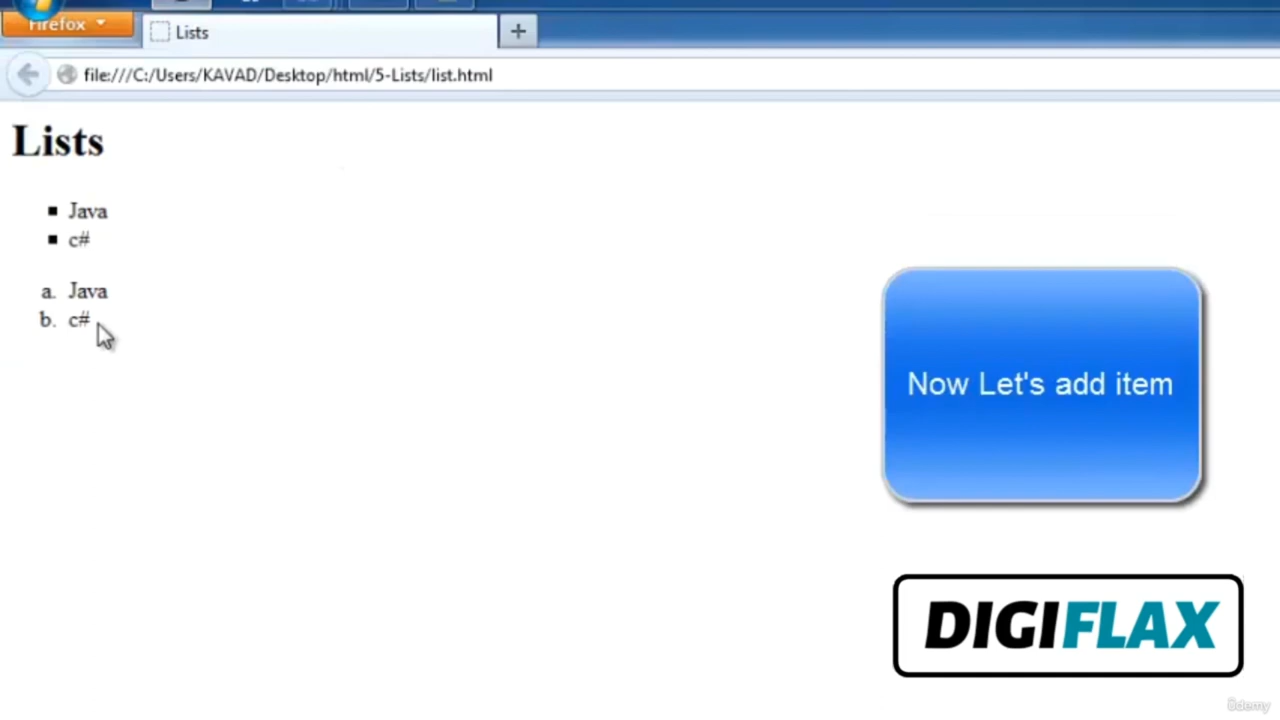 Firefox
Lists
+
file:///C:/Users/KAVAD/Desktop/html/5-Lists/list.html
Lists
Java
c#
a. Java
b. c#
Now Let's add item
DIGIFLAX
ûdemy